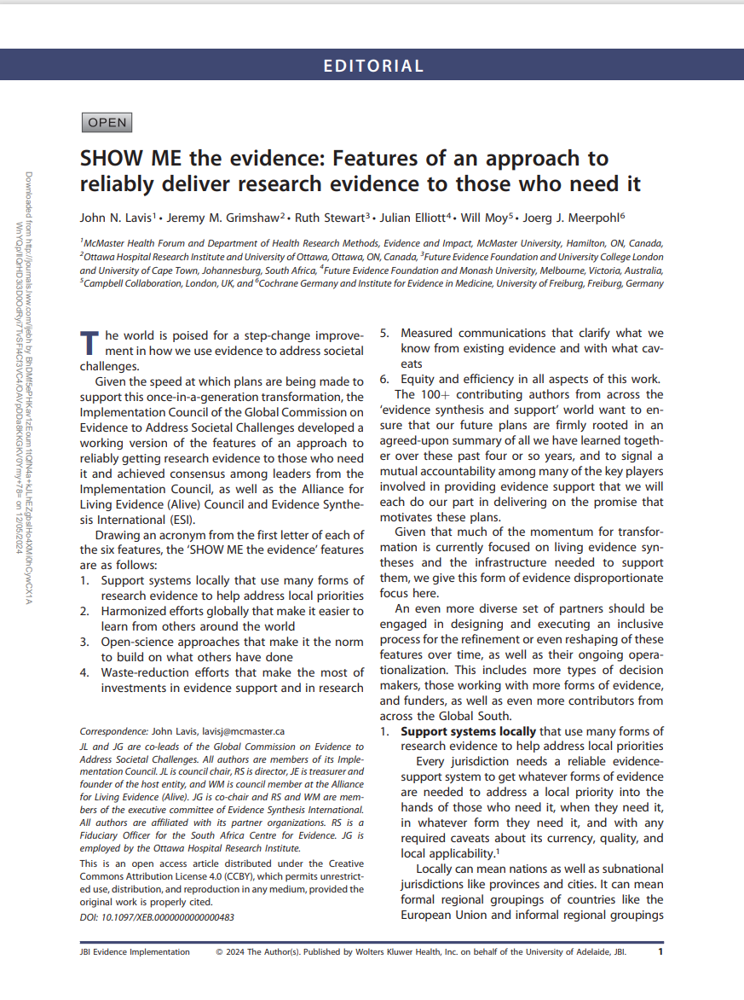 EDITORIAL
OPEN
SHOW ME the evidence: Features of an approach to
reliably deliver research evidence to those who need it
John N. Lavis1 • Jeremy M. Grimshaw2 • Ruth Stewart3 • Julian Elliott4 • Will Moy5 • Joerg J. Meerpohl6
1McMaster Health Forum and Department of Health Research Methods, Evidence and Impact, McMaster University, Hamilton, ON, Canada,
2Ottawa Hospital Research Institute and University of Ottawa, Ottawa, ON, Canada, 3Future Evidence Foundation and University College London
and University of Cape Town, Johannesburg, South Africa, 4Future Evidence Foundation and Monash University, Melbourne, Victoria, Australia,
5Campbell Collaboration, London, UK, and 6Cochrane Germany and Institute for Evidence in Medicine, University of Freiburg, Freiburg, Germany
The world is poised for a step-change improve-
ment in how we use evidence to address societal
challenges.
Given the speed at which plans are being made to
support this once-in-a-generation transformation, the
Implementation Council of the Global Commission on
Evidence to Address Societal Challenges developed a
working version of the features of an approach to
reliably getting research evidence to those who need
it and achieved consensus among leaders from the
Implementation Council, as well as the Alliance for
Living Evidence (Alive) Council and Evidence Synthe-
sis International (ESI).
Drawing an acronym from the first letter of each of
the six features, the 'SHOW ME the evidence' features
are as follows:
1. Support systems locally that use many forms of
research evidence to help address local priorities
2. Harmonized efforts globally that make it easier to
learn from others around the world
3. Open-science approaches that make it the norm
to build on what others have done
4. Waste-reduction efforts that make the most of
investments in evidence support and in research
Correspondence: John Lavis, lavisj@mcmaster.ca
JL and JG are co-leads of the Global Commission on Evidence to
Address Societal Challenges. All authors are members of its Imple-
mentation Council. JL is council chair, RS is director, JE is treasurer and
founder of the host entity, and WM is council member at the Alliance
for Living Evidence (Alive). JG is co-chair and RS and WM are mem-
bers of the executive committee of Evidence Synthesis International.
All authors are affiliated with its partner organizations. RS is a
Fiduciary Officer for the South Africa Centre for Evidence. JG is
employed by the Ottawa Hospital Research Institute.
This is an open access article distributed under the Creative
Commons Attribution License 4.0 (CCBY), which permits unrestrict-
ed use, distribution, and reproduction in any medium, provided the
original work is properly cited.
DOI: 10.1097/XEB.0000000000000483
5. Measured communications that clarify what we
know from existing evidence and with what cav-
eats
6. Equity and efficiency in all aspects of this work.
The 100+ contributing authors from across the
'evidence synthesis and support' world want to en-
sure that our future plans are firmly rooted in an
agreed-upon summary of all we have learned togeth-
er over these past four or so years, and to signal a
mutual accountability among many of the key players
involved in providing evidence support that we will
each do our part in delivering on the promise that
motivates these plans.
Given that much of the momentum for transfor-
mation is currently focused on living evidence syn-
theses and the infrastructure needed to support
them, we give this form of evidence disproportionate
focus here.
An even more diverse set of partners should be
engaged in designing and executing an inclusive
process for the refinement or even reshaping of these
features over time, as well as their ongoing opera-
tionalization. This includes more types of decision
makers, those working with more forms of evidence,
and funders, as well as even more contributors from
across the Global South.
1. Support systems locally that use many forms of
research evidence to help address local priorities
Every jurisdiction needs a reliable evidence-
support system to get whatever forms of evidence
are needed to address a local priority into the
hands of those who need it, when they need it,
in whatever form they need it, and with any
required caveats about its currency, quality, and
local applicability.1
Locally can mean nations as well as subnational
jurisdictions like provinces and cities. It can mean
formal regional groupings of countries like the
European Union and informal regional groupings
JBI Evidence Implementation © 2024 The Author(s). Published by Wolters Kluwer Health, Inc. on behalf of the University of Adelaide, JBI. 1
Downloaded from http://journals.lww.com/ijebh by
on 12/05/2024